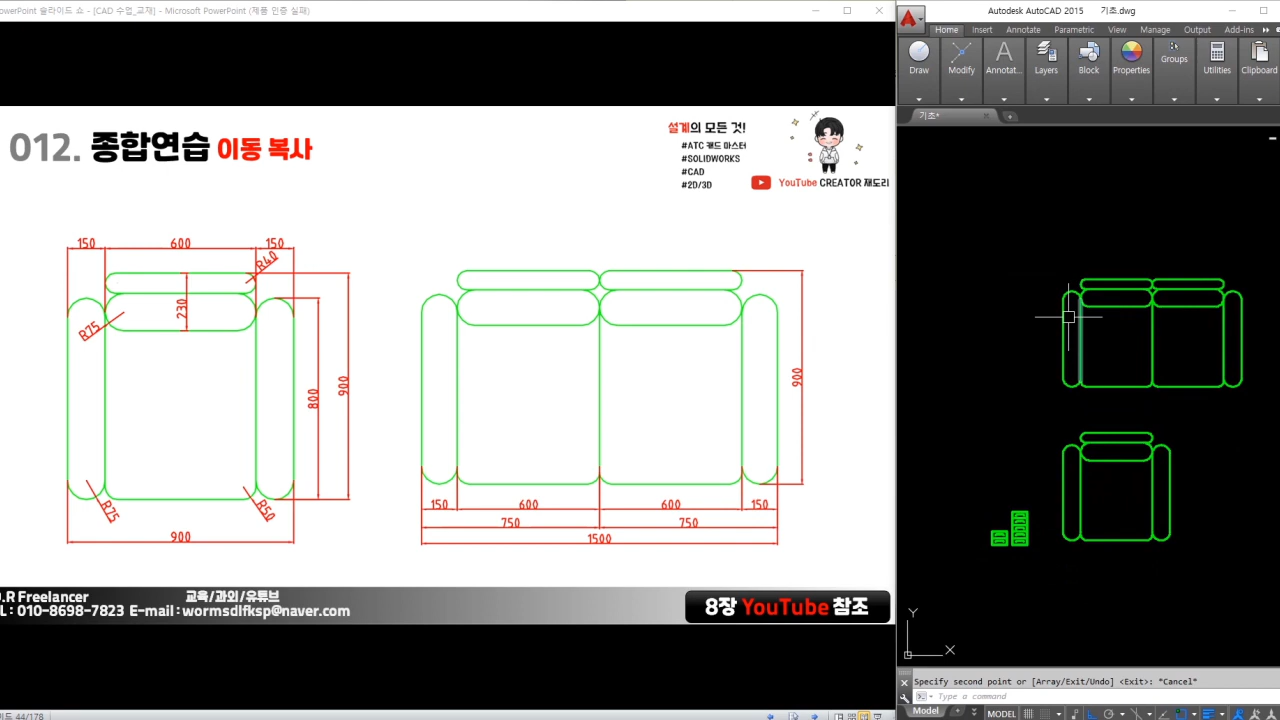 owerPoint 슬라이드 쇼 - [CAD 수업_교재] - Microsoft PowerPoint (제품 인증 실패)
012. 종합연습 이동 복사
설계의 모든 것!
#ATC 캐드 마스터
#SOLIDWORKS
#CAD
#2D/3D
YouTube CREATOR 재도리
150 600 150
R40
230
R75
800
900
R75
R50
900
900
150 600 600 150
750 750
1500
D.R Freelancer
교육/과외/유튜브
EL : 010-8698-7823 E-mail : wormsdlfksp@naver.com
8장 YouTube 참조
이드 44/178
Autodesk AutoCAD 2015 기초.dwg
Home Insert Annotate Parametric View Manage Output Add-ins
Draw Modify Annotat... Layers Block Properties Groups Utilities Clipboard
기초*
Y
X
Specify second point or [Array/Exit/Undo] <Exit>: *Cancel*
Type a command
Model
MODEL